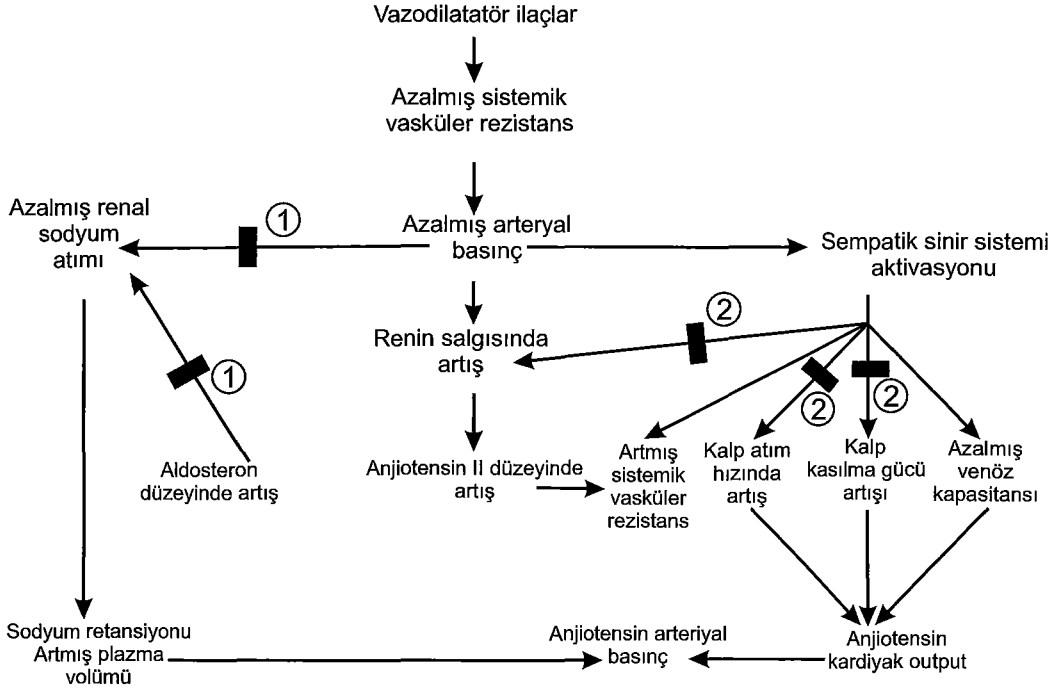 Vazodilatatör ilaçlar
Azalmış sistemik
vasküler rezistans
Azalmış renal
sodyum
atımı
1
Azalmış arteryal
basınç
Sempatik sinir sistemi
aktivasyonu
Renin salgısında
artış
2
1
2
2
Aldosteron
düzeyinde artış
Anjiotensin II düzeyinde
artış
Artmış
sistemik
vasküler
rezistans
Kalp atım
hızında
artış
Kalp
kasılma gücü
artışı
Azalmış
venöz
kapasitansı
Sodyum retansiyonu
Artmış plazma
volümü
Anjiotensin arteriyal
basınç
Anjiotensin
kardiyak output